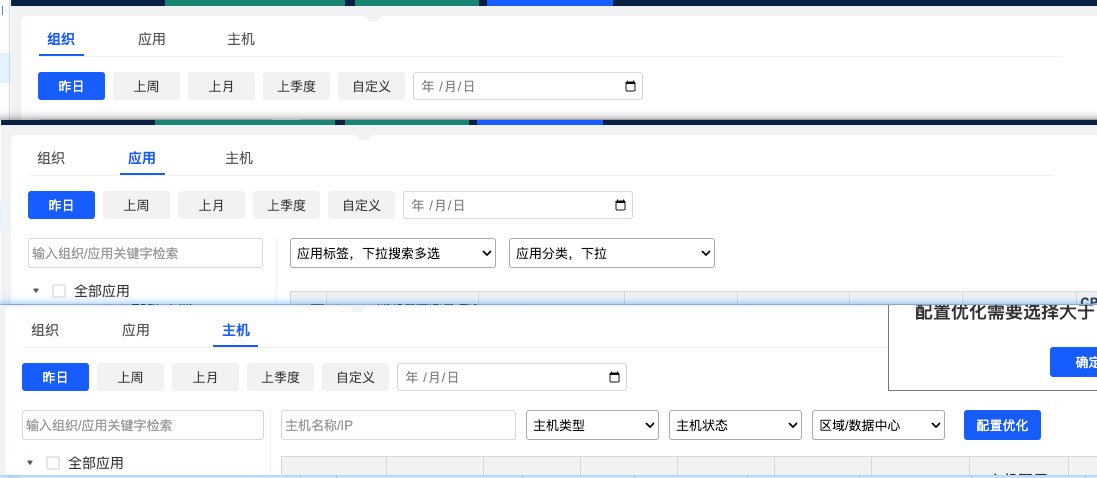 组织 应用 主机
昨日 上周 上月 上季度 自定义 年 /月/日
组织 应用 主机
昨日 上周 上月 上季度 自定义 年 /月/日
输入组织/应用关键字检索 应用标签，下拉搜索多选 应用分类，下拉
全部应用
组织 应用 主机
配置优化需要选择大于
昨日 上周 上月 上季度 自定义 年 /月/日
确定
输入组织/应用关键字检索 主机名称/IP 主机类型 主机状态 区域/数据中心 配置优化
全部应用